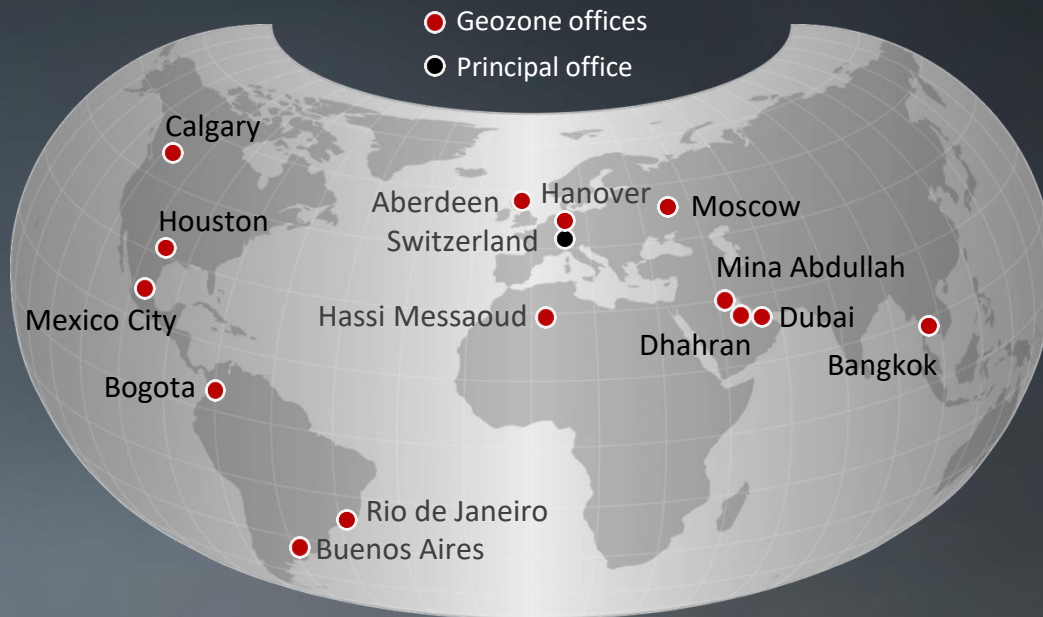 Geozone offices
Principal office
Calgary
Houston
Mexico City
Bogota
Rio de Janeiro
Buenos Aires
Aberdeen
Hanover
Switzerland
Hassi Messaoud
Moscow
Mina Abdullah
Dhahran
Dubai
Bangkok